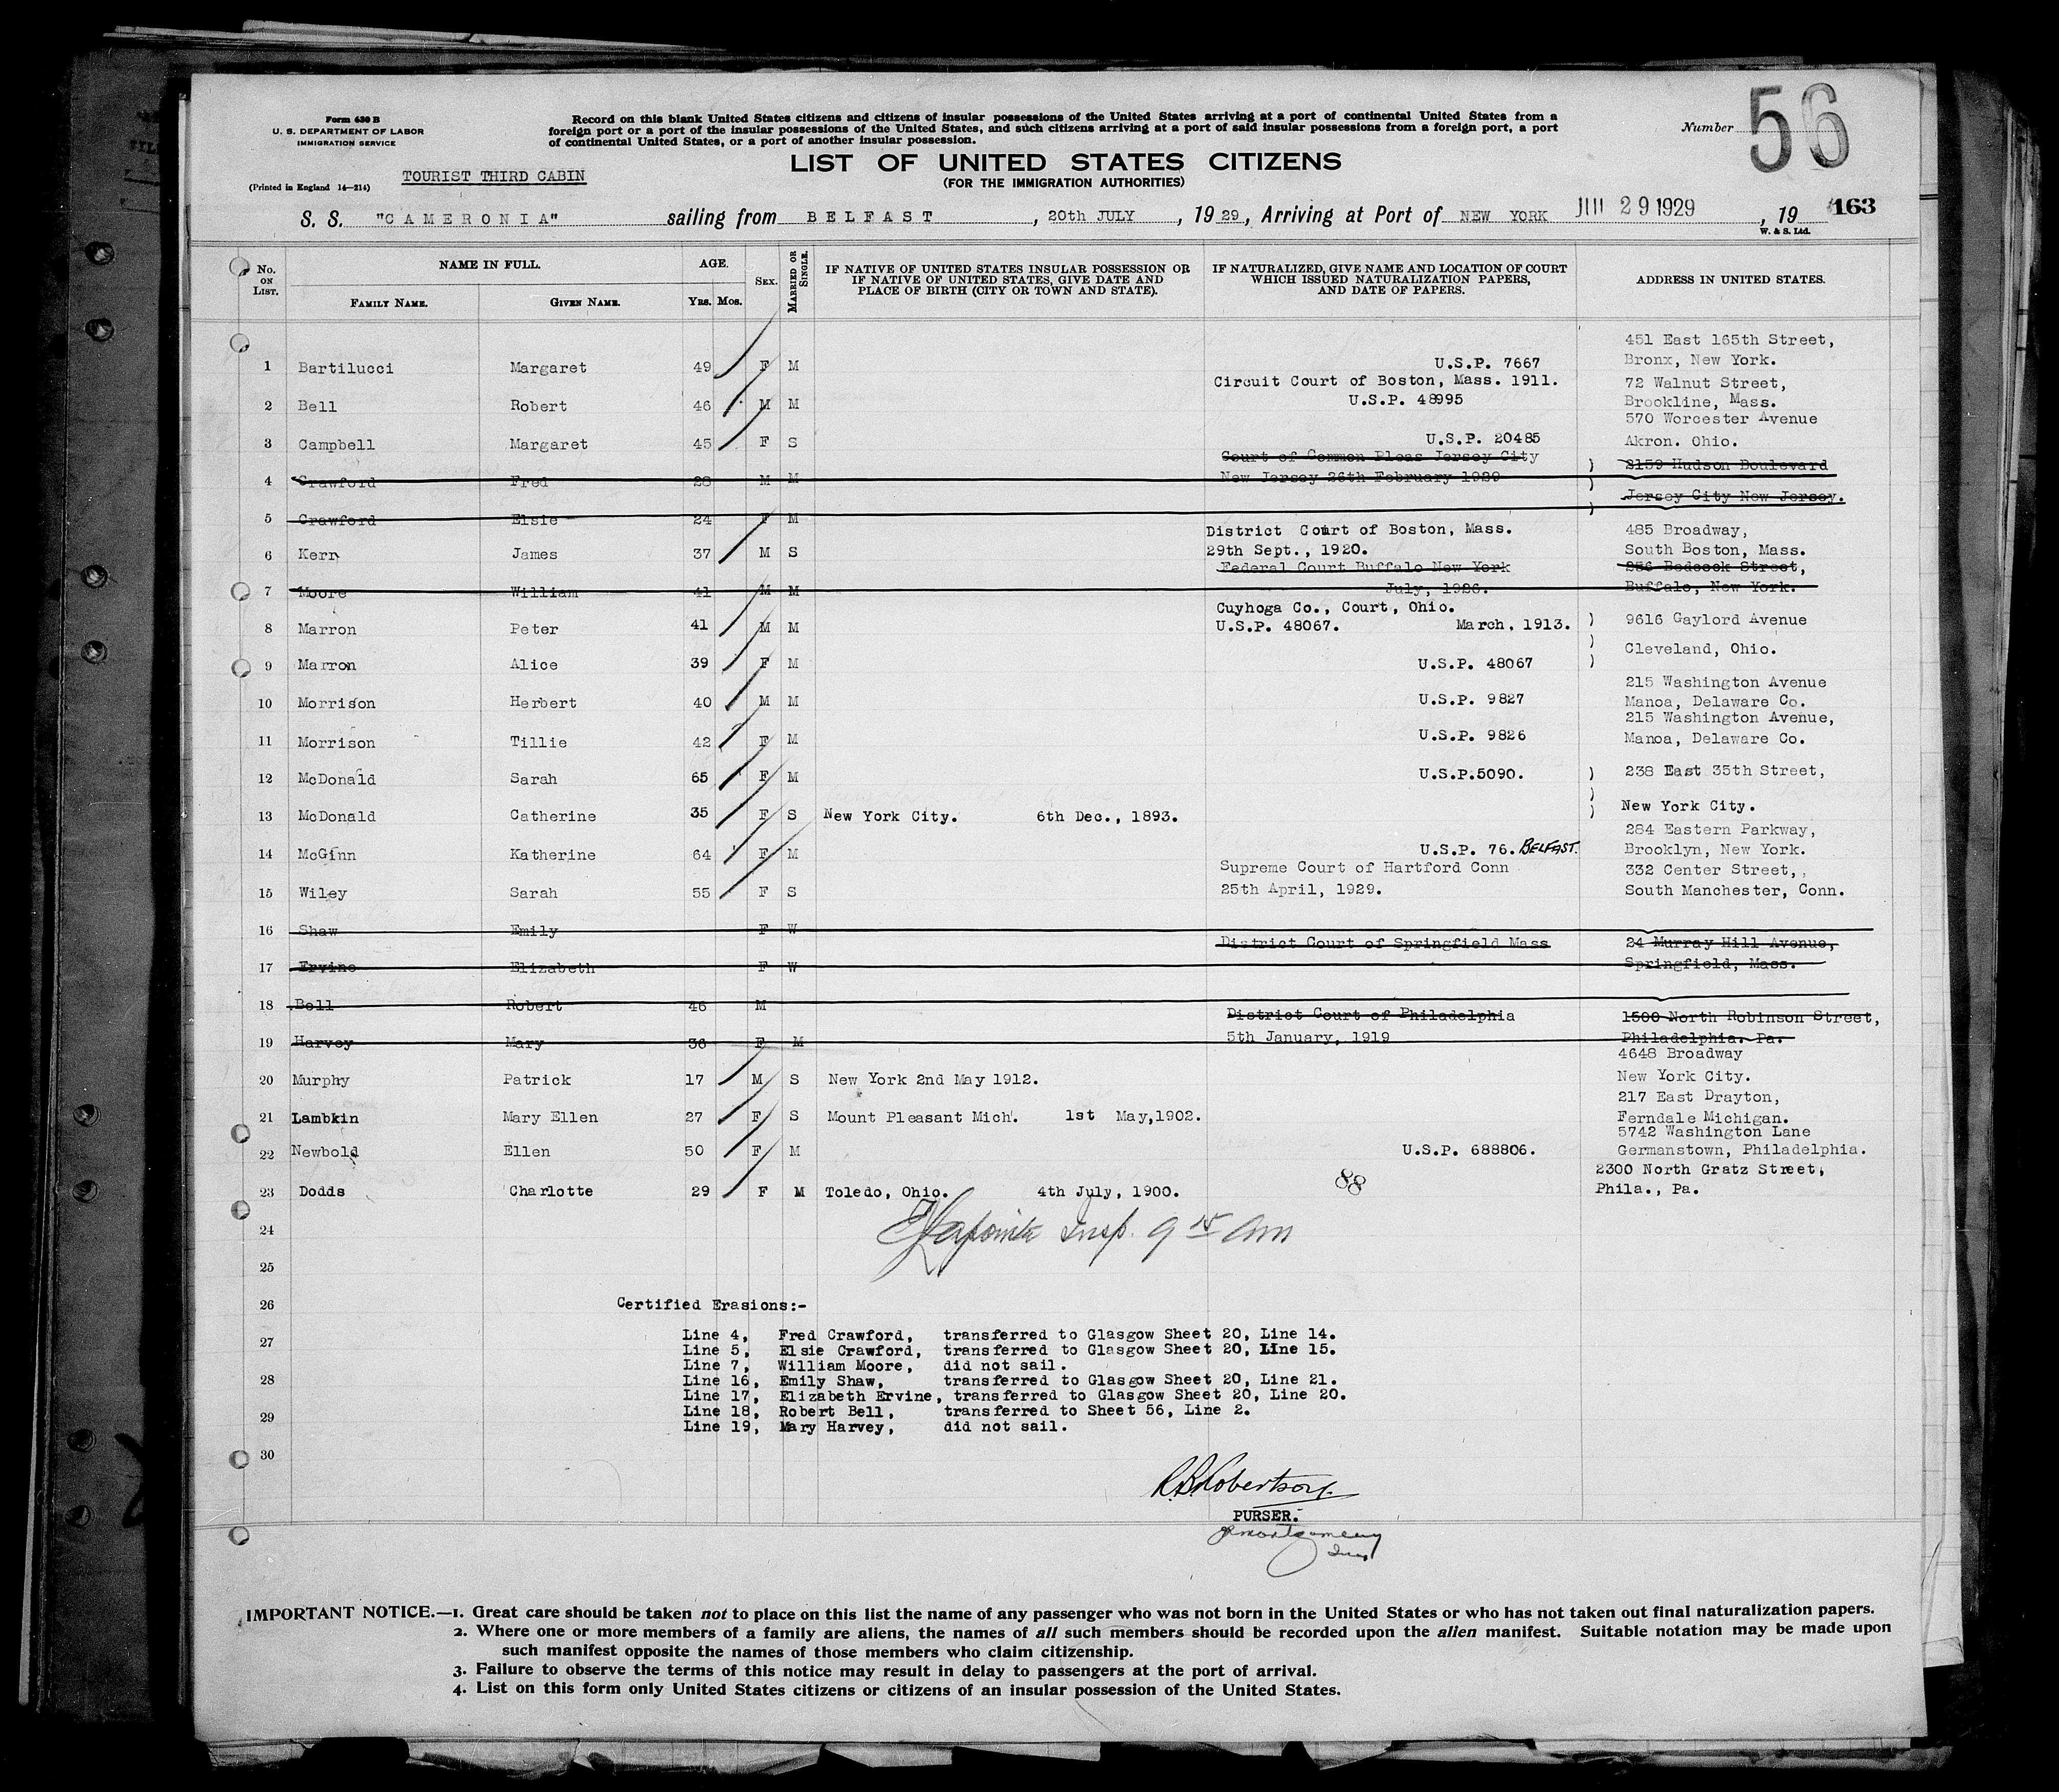 Form 630 B
U. S. DEPARTMENT OF LABOR
IMMIGRATION SERVICE
Record on this blank United States citizens and citizens of insular possessions of the United States arriving at a port of continental United States from a
foreign port or a port of the insular possessions of the United States, and such citizens arriving at a port of said insular possessions from a foreign port, a port
of continental United States, or a port of another insular possession.
Number 56
LIST OF UNITED STATES CITIZENS
(FOR THE IMMIGRATION AUTHORITIES)
TOURIST THIRD CABIN
(Printed in England 14—214)
S. S. "CAMERONIA" sailing from BELFAST, 20th JULY, 1929, Arriving at Port of NEW YORK JUL 29 1929, 19 163
W. & S. Ltd.
No. ON LIST. NAME IN FULL. FAMILY NAME. GIVEN NAME. AGE. Yrs. Mos. SEX. MARRIED OR SINGLE. IF NATIVE OF UNITED STATES INSULAR POSSESSION OR IF NATIVE OF UNITED STATES, GIVE DATE AND PLACE OF BIRTH (CITY OR TOWN AND STATE). IF NATURALIZED, GIVE NAME AND LOCATION OF COURT WHICH ISSUED NATURALIZATION PAPERS, AND DATE OF PAPERS. ADDRESS IN UNITED STATES.
451 East 165th Street,
1 Bartilucci Margaret 49 F M U.S.P. 7667 Bronx, New York.
Circuit Court of Boston, Mass. 1911. 72 Walnut Street,
2 Bell Robert 46 M M U.S.P. 48995 Brookline, Mass.
570 Worcester Avenue
3 Campbell Margaret 45 F S U.S.P. 20485 Akron. Ohio.
Court of Common Pleas Jersey City 2159 Hudson Boulevard
4 Crawford Fred 28 M M New Jersey 26th February 1929
Jersey City New Jersey.
5 Crawford Elsie 24 F M
District Court of Boston, Mass. 485 Broadway,
6 Kerr James 37 M S 29th Sept., 1920. South Boston, Mass.
Federal Court Buffalo New York Street,
7 Moore William 41 M M July, 1926. Buffalo, New York.
Cuyhoga Co., Court, Ohio.
8 Marron Peter 41 M M U.S.P. 48067. March, 1913. 9616 Gaylord Avenue
Cleveland, Ohio.
9 Marron Alice 39 F M U.S.P. 48067
215 Washington Avenue
10 Morrison Herbert 40 M M U.S.P. 9827 Manoa, Delaware Co.
215 Washington Avenue,
11 Morrison Tillie 42 F M U.S.P. 9826 Manoa, Delaware Co.
12 McDonald Sarah 65 F M U.S.P.5090. 238 East 35th Street,
13 McDonald Catherine 35 F S New York City. 6th Dec., 1893. New York City.
284 Eastern Parkway,
14 McGinn Katherine 64 F M U.S.P. 76. BELFAST. Brooklyn, New York.
Supreme Court of Hartford Conn 332 Center Street,
15 Wiley Sarah 55 F S 25th April, 1929. South Manchester, Conn.
16 Shaw Emily F W
District Court of Springfield Mass 24 Murray Hill Avenue,
17 Ervine Elizabeth F W Springfield, Mass.
18 Bell Robert 46 M
District Court of Philadelphia 1500 North Robinson Street,
19 Harvey Mary 36 F M 5th January, 1919 Philadelphia. Pa.
4648 Broadway
20 Murphy Patrick 17 M S New York 2nd May 1912. New York City.
217 East Drayton,
21 Lambkin Mary Ellen 27 F S Mount Pleasant Mich. 1st May,1902. Ferndale Michigan.
5742 Washington Lane
22 Newbold Ellen 50 F M U.S.P. 688806. Germanstown, Philadelphia.
2300 North Gratz Street,
23 Dodds Charlotte 29 F M Toledo, Ohio. 4th July, 1900. 88 Phila., Pa.
24 Insp. 9 15 am
25
26 Certified Erasions:-
27 Line 4, Fred Crawford, transferred to Glasgow Sheet 20, Line 14.
Line 5, Elsie Crawford, transferred to Glasgow Sheet 20, Line 15.
Line 7, William Moore, did not sail.
28 Line 16, Emily Shaw, transferred to Glasgow Sheet 20, Line 21.
Line 17, Elizabeth Ervine, transferred to Glasgow Sheet 20, Line 20.
29 Line 18, Robert Bell, transferred to Sheet 56, Line 2.
Line 19, Mary Harvey, did not sail.
30
R.B.Robertson.
PURSER.
Montgomery
Insp
IMPORTANT NOTICE.—1. Great care should be taken not to place on this list the name of any passenger who was not born in the United States or who has not taken out final naturalization papers.
2. Where one or more members of a family are aliens, the names of all such members should be recorded upon the alien manifest. Suitable notation may be made upon
such manifest opposite the names of those members who claim citizenship.
3. Failure to observe the terms of this notice may result in delay to passengers at the port of arrival.
4. List on this form only United States citizens or citizens of an insular possession of the United States.